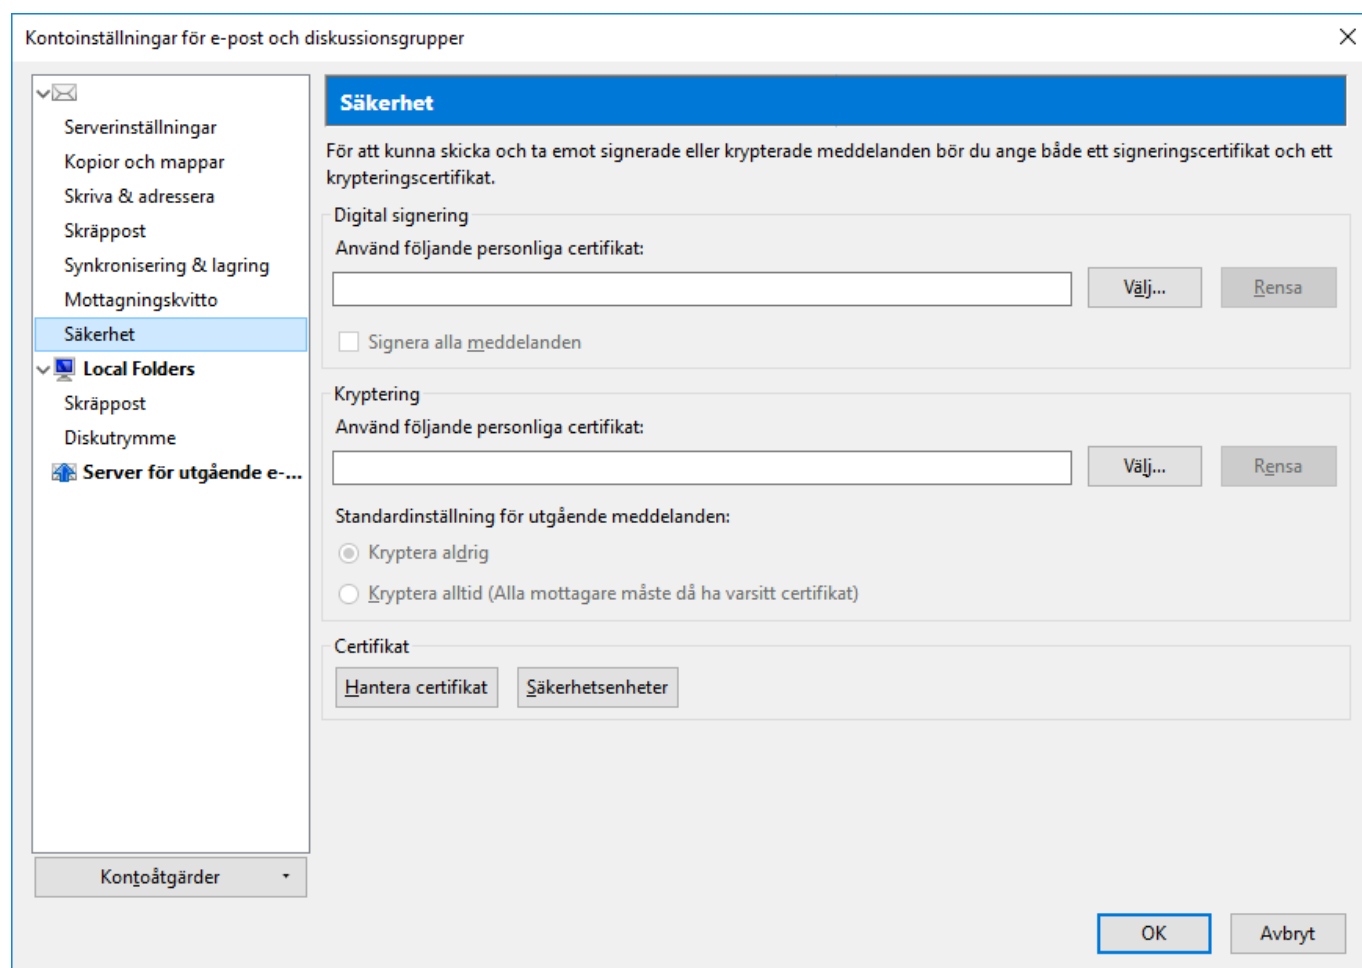 Kontoinställningar för e-post och diskussionsgrupper
Serverinställningar
Kopior och mappar
Skriva & adressera
Skräppost
Synkronisering & lagring
Mottagningskvitto
Säkerhet
Local Folders
Skräppost
Diskutrymme
Server för utgående e-...
Kontoåtgärder
Säkerhet
För att kunna skicka och ta emot signerade eller krypterade meddelanden bör du ange både ett signeringscertifikat och ett
krypteringscertifikat.
Digital signering
Använd följande personliga certifikat:
Välj... Rensa
Signera alla meddelanden
Kryptering
Använd följande personliga certifikat:
Välj... Rensa
Standardinställning för utgående meddelanden:
Kryptera aldrig
Kryptera alltid (Alla mottagare måste då ha varsitt certifikat)
Certifikat
Hantera certifikat Säkerhetsenheter
OK Avbryt